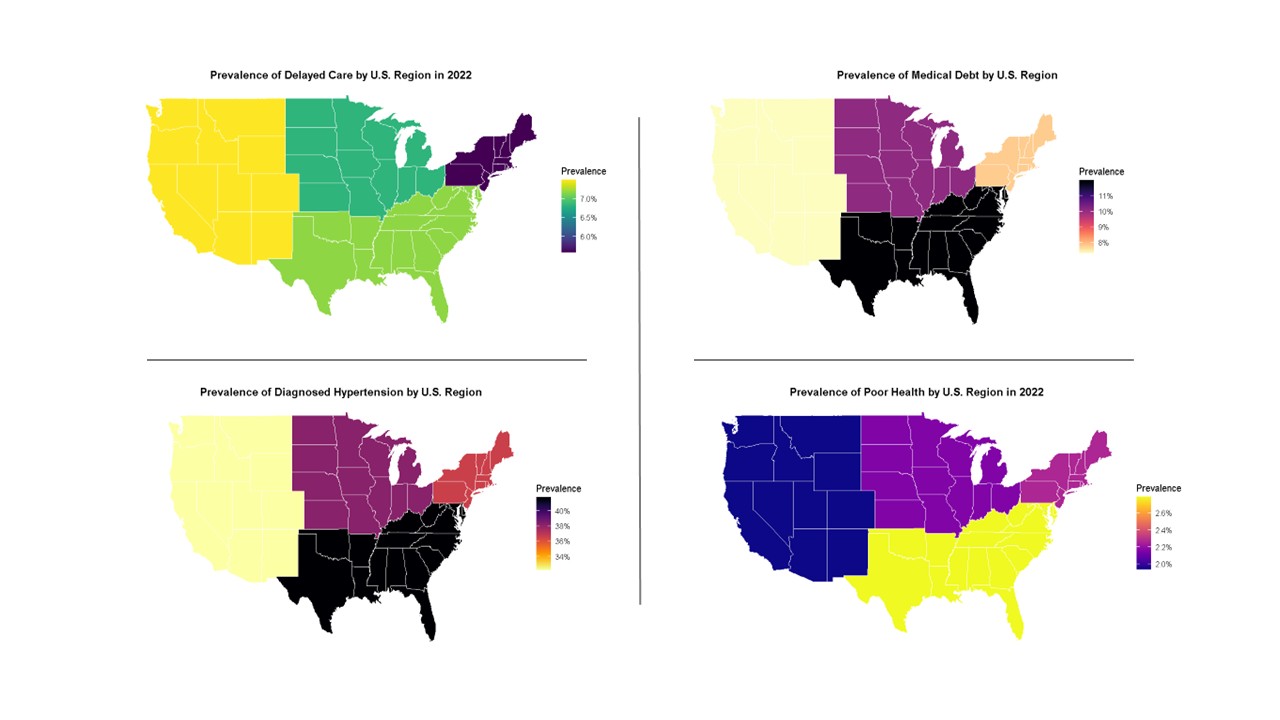 Prevalence of Delayed Care by U.S. Region in 2022
Prevalence
7.0%
6.5%
6.0%
Prevalence of Medical Debt by U.S. Region
Prevalence
11%
10%
9%
8%
Prevalence of Diagnosed Hypertension by U.S. Region
Prevalence
40%
38%
36%
34%
Prevalence of Poor Health by U.S. Region in 2022
Prevalence
2.6%
2.4%
2.2%
2.0%